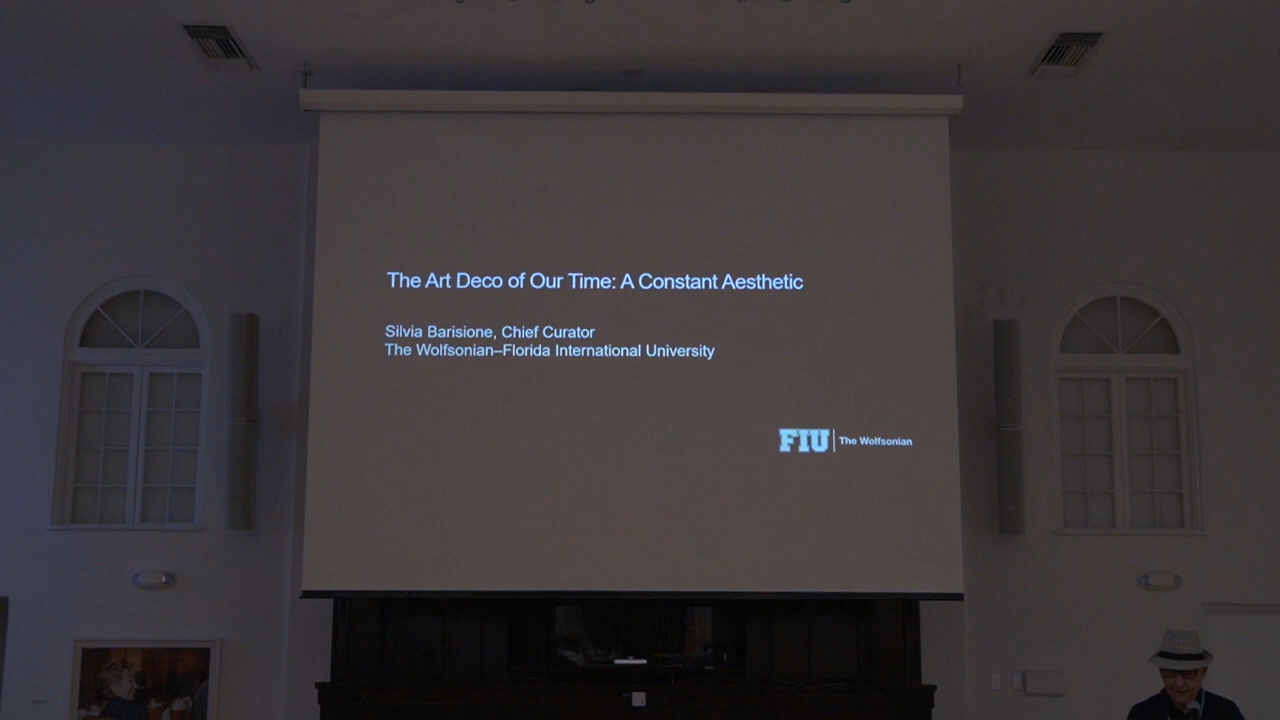 The Art Deco of Our Time: A Constant Aesthetic
Silvia Barisione, Chief Curator
The Wolfsonian–Florida International University
FIU The Wolfsonian